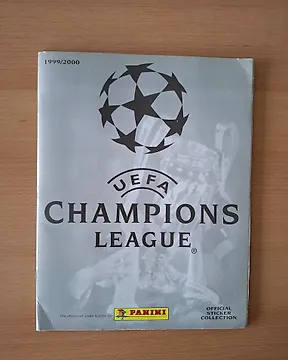 1999/2000
UEFA
CHAMPIONS
LEAGUE®
PANINI
OFFICIAL
STICKER
COLLECTION